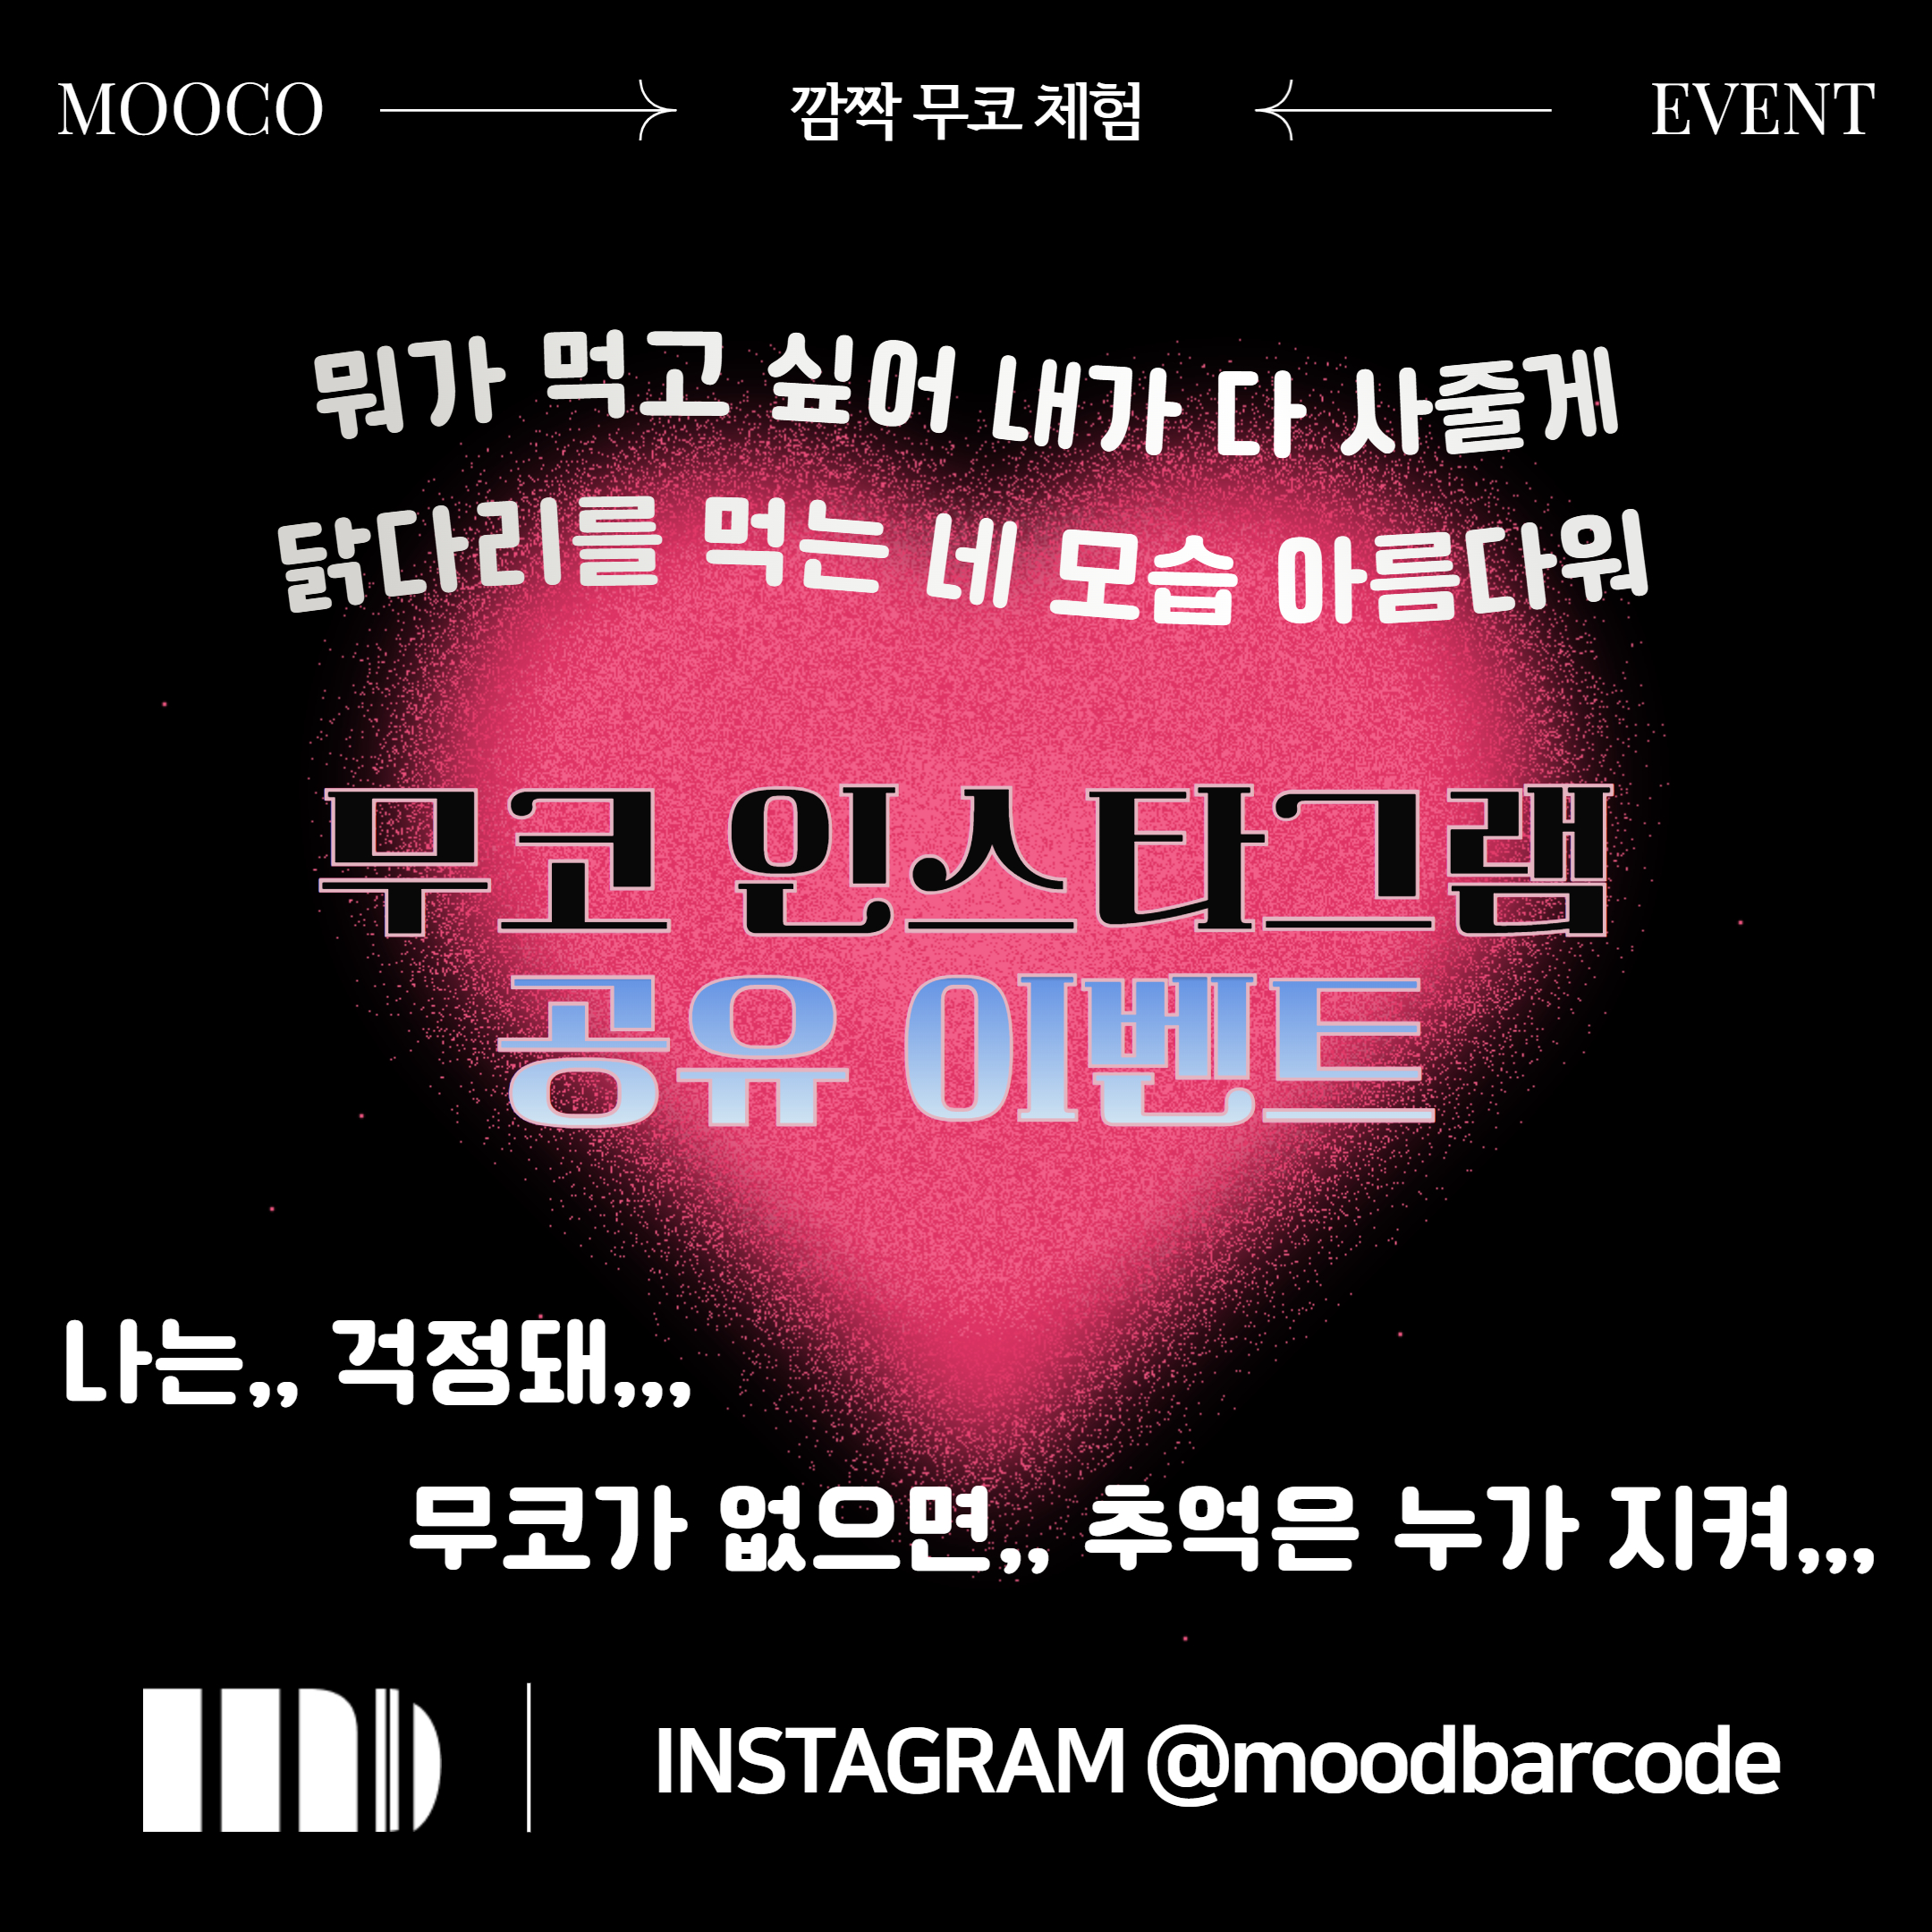 MOOCO 깜짝 무코 체험 EVENT
뭐가 먹고 싶어 내가 다 사줄게
닭다리를 먹는 네 모습 아름다워
무코 인스타그램
공유 이벤트
나는,, 걱정돼,,,
무코가 없으면,, 추억은 누가 지켜,,,
INSTAGRAM @moodbarcode